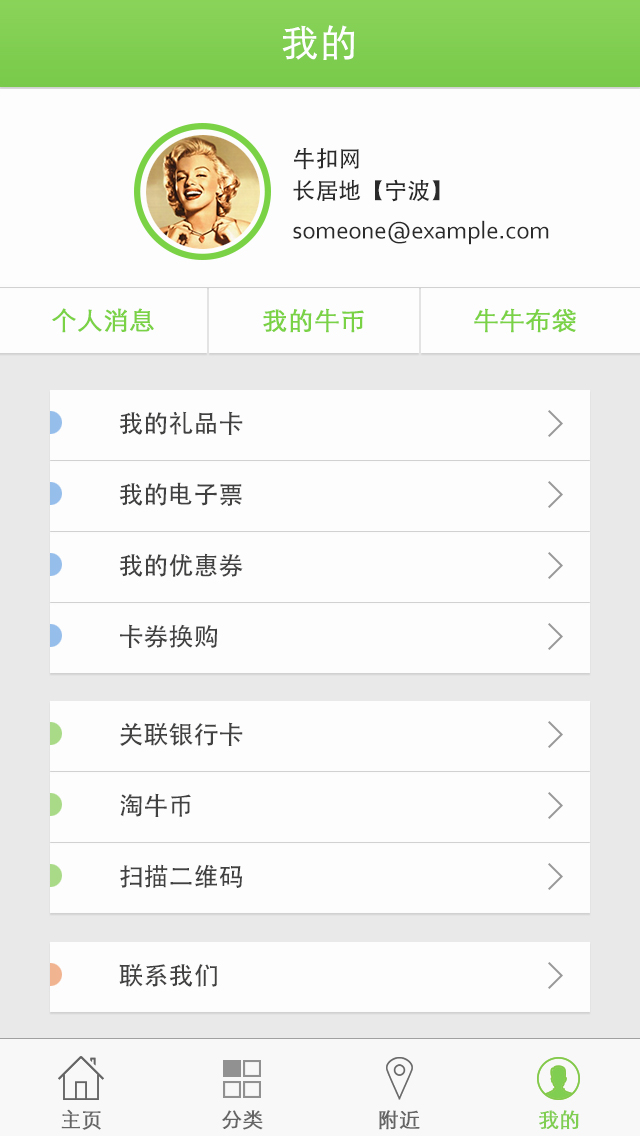 我的
牛扣网
长居地【宁波】
someone@example.com
个人消息
我的牛币
牛牛布袋
我的礼品卡
我的电子票
我的优惠券
卡券换购
关联银行卡
淘牛币
扫描二维码
联系我们
主页
分类
附近
我的